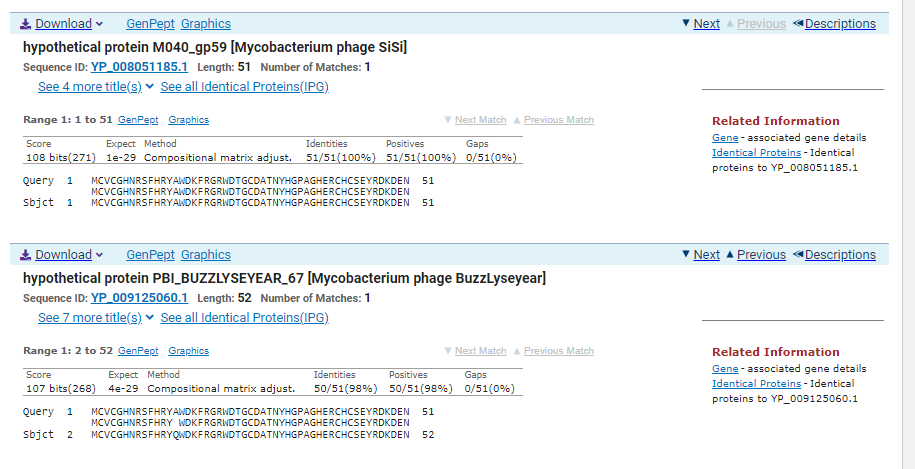 Download GenPept Graphics Next Previous Descriptions
hypothetical protein M040_gp59 [Mycobacterium phage SiSi]
Sequence ID: YP_008051185.1 Length: 51 Number of Matches: 1
See 4 more title(s) See all Identical Proteins(IPG)
Range 1: 1 to 51 GenPept Graphics Next Match Previous Match
Related Information
Gene - associated gene details
Identical Proteins - Identical
proteins to YP_008051185.1
Score Expect Method Identities Positives Gaps
108 bits(271) 1e-29 Compositional matrix adjust. 51/51(100%) 51/51(100%) 0/51(0%)
Query 1 MCVCGHNRSFHRYAWDKFRGRWDTGCDATNYHGPAGHERCHCSEYRDKDEN 51
MCVCGHNRSFHRYAWDKFRGRWDTGCDATNYHGPAGHERCHCSEYRDKDEN
Sbjct 1 MCVCGHNRSFHRYAWDKFRGRWDTGCDATNYHGPAGHERCHCSEYRDKDEN 51
Download GenPept Graphics Next Previous Descriptions
hypothetical protein PBI_BUZZLYSEYEAR_67 [Mycobacterium phage BuzzLyseyear]
Sequence ID: YP_009125060.1 Length: 52 Number of Matches: 1
See 7 more title(s) See all Identical Proteins(IPG)
Range 1: 2 to 52 GenPept Graphics Next Match Previous Match
Related Information
Gene - associated gene details
Identical Proteins - Identical
proteins to YP_009125060.1
Score Expect Method Identities Positives Gaps
107 bits(268) 4e-29 Compositional matrix adjust. 50/51(98%) 50/51(98%) 0/51(0%)
Query 1 MCVCGHNRSFHRYAWDKFRGRWDTGCDATNYHGPAGHERCHCSEYRDKDEN 51
MCVCGHNRSFHRY WDKFRGRWDTGCDATNYHGPAGHERCHCSEYRDKDEN
Sbjct 2 MCVCGHNRSFHRYQWDKFRGRWDTGCDATNYHGPAGHERCHCSEYRDKDEN 52